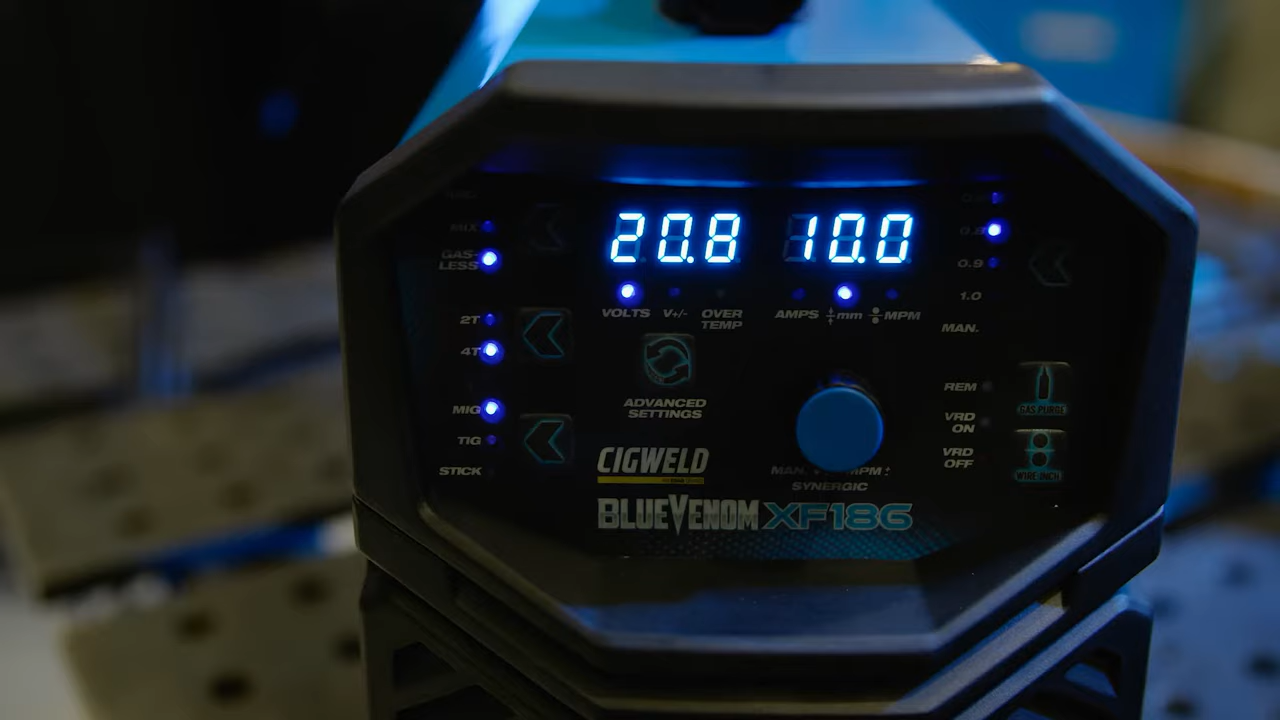 MIX
GAS-
LESS
2T
4T
MIG
TIG
STICK
20.8
10.0
VOLTS V+/- OVER
TEMP
AMPS mm MPM
ADVANCED
SETTINGS
CIGWELD
BLUEVENOM XF186
MAN. MPM
SYNERGIC
0.9
1.0
MAN.
REM
VRD
ON
VRD
OFF
GAS PURGE
WIRE INCH